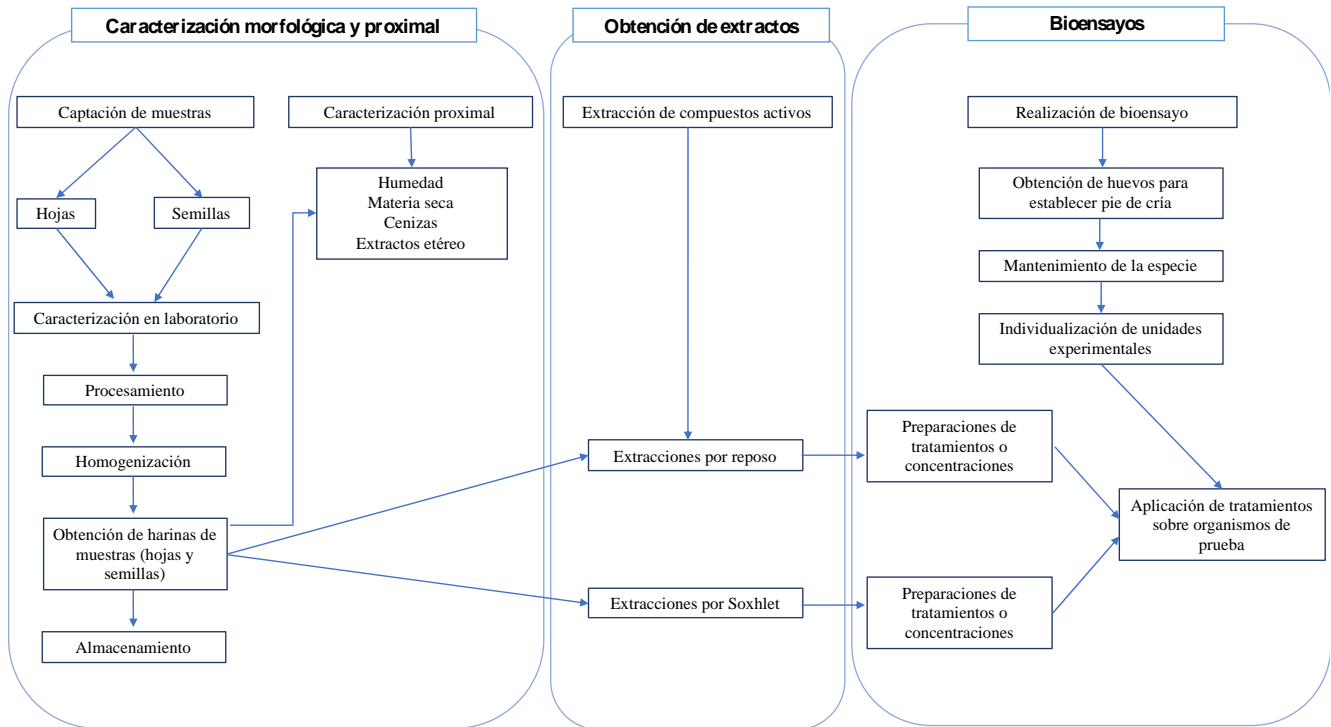 Caracterización morfológica y proximal
Captación de muestras
Caracterización proximal
Hojas
Semillas
Humedad
Materia seca
Cenizas
Extractos etéreo
Caracterización en laboratorio
Procesamiento
Homogenización
Obtención de harinas de
muestras (hojas y
semillas)
Almacenamiento
Obtención de extractos
Extracción de compuestos activos
Extracciones por reposo
Extracciones por Soxhlet
Bioensayos
Realización de bioensayo
Obtención de huevos para
establecer pie de cría
Mantenimiento de la especie
Individualización de unidades
experimentales
Preparaciones de
tratamientos o
concentraciones
Aplicación de tratamientos
sobre organismos de
prueba
Preparaciones de
tratamientos o
concentraciones